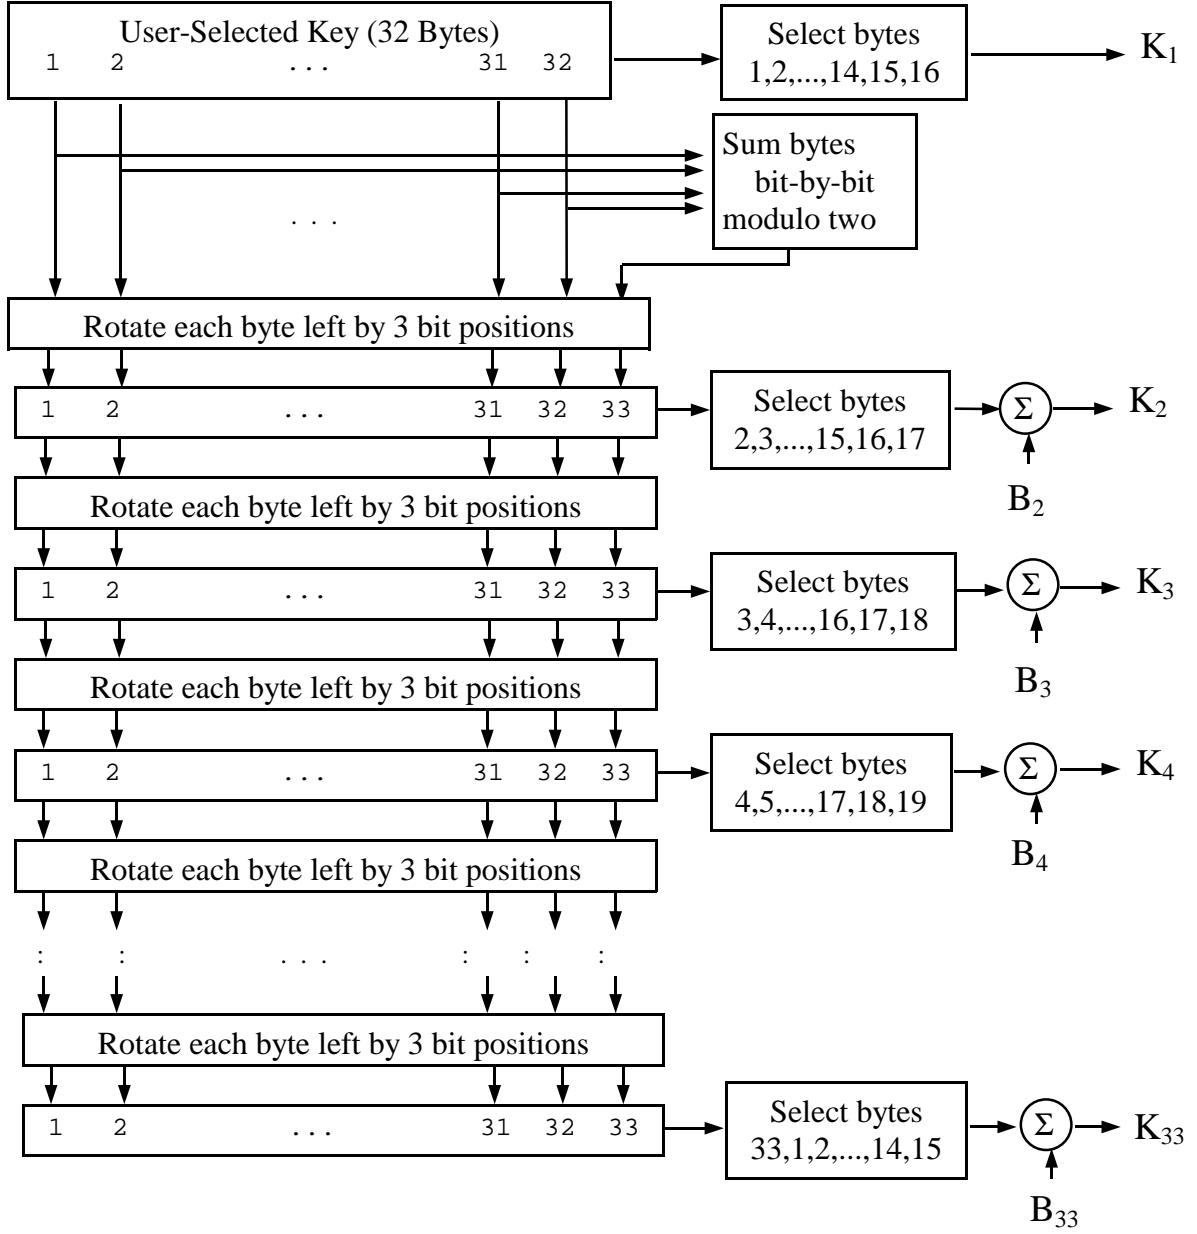 User-Selected Key (32 Bytes)
1 2 ... 31 32
Select bytes
1,2,...,14,15,16
K1
Sum bytes
bit-by-bit
modulo two
. . .
Rotate each byte left by 3 bit positions
1 2 ... 31 32 33
Select bytes
2,3,...,15,16,17
Σ
K2
B2
Rotate each byte left by 3 bit positions
1 2 ... 31 32 33
Select bytes
3,4,...,16,17,18
Σ
K3
B3
Rotate each byte left by 3 bit positions
1 2 ... 31 32 33
Select bytes
4,5,...,17,18,19
Σ
K4
B4
Rotate each byte left by 3 bit positions
: : . . . : : :
Rotate each byte left by 3 bit positions
1 2 ... 31 32 33
Select bytes
33,1,2,...,14,15
Σ
K33
B33